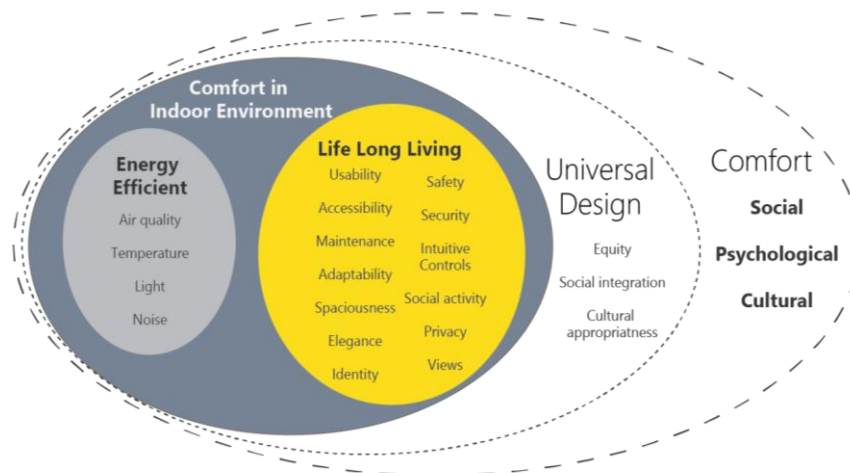 Comfort in
Indoor Environment
Energy
Efficient
Air quality
Temperature
Light
Noise
Life Long Living
Usability
Accessibility
Maintenance
Adaptability
Spaciousness
Elegance
Identity
Safety
Security
Intuitive
Controls
Social activity
Privacy
Views
Universal
Design
Equity
Social integration
Cultural
appropriatness
Comfort
Social
Psychological
Cultural